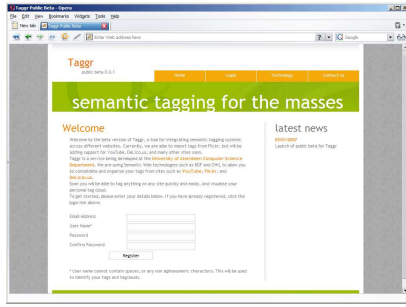 Taggr Public Beta - Opera
File Edit View Bookmarks Widgets Tools Help
New tab Taggr Public Beta
Enter Web address here
Google
Taggr
public beta 0.0.1
Home Login Technology Contact us
semantic tagging for the masses
Welcome
latest news
Welcome to the beta version of Taggr, a tool for integrating semantic tagging systems
across different websites. Currently, we are able to import tags from Flickr, but will be
adding support for YouTube, Del.icio.us, and many other sites soon.
Launch of public beta for Taggr
Taggr is a service being developed at the University of Aberdeen Computer Science
Department. We are using Semantic Web technologies such as RDF and OWL to allow you
to consolidate and organise your tags from sites such as YouTube, Flickr, and
Del.icio.us.
Soon you will be able to tag anything on any site quickly and easily, and visualise your
personal tag cloud.
To get started, please enter your details below. If you have already registered, click the
login link above.
Email Address
User Name*
Password
Confirm Password
Register
* User name cannot contain spaces, or any non alphanumeric characters. This will be used
to identify your tags and tagclouds.